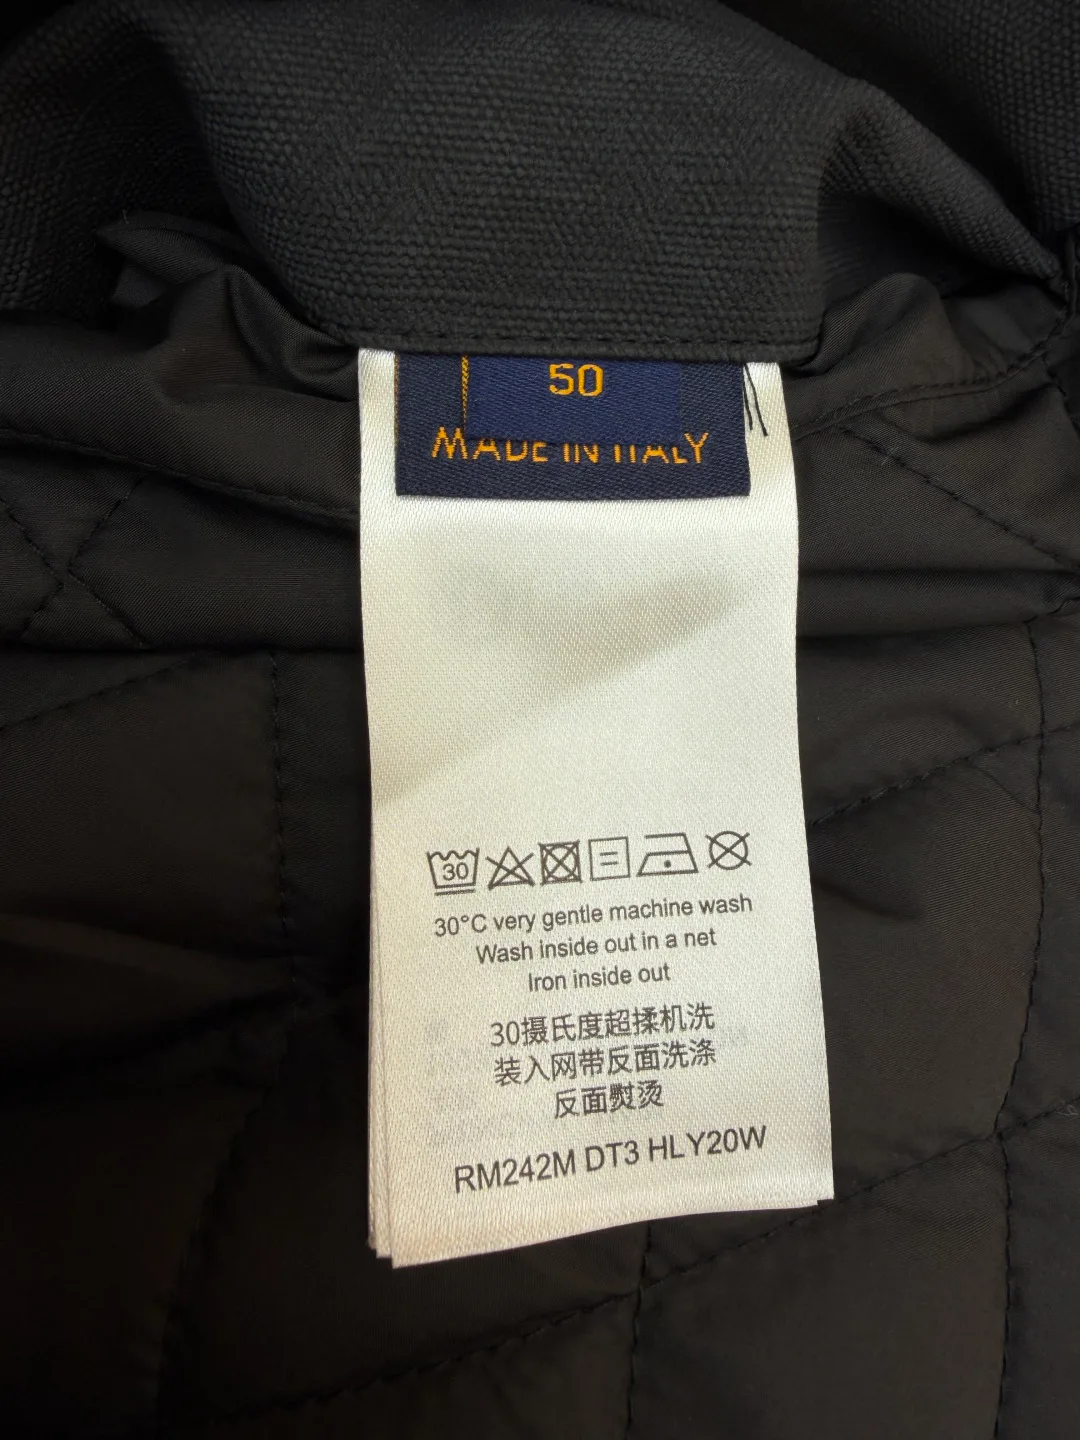 50
MADE IN ITALY
30
30°C very gentle machine wash
Wash inside out in a net
Iron inside out
30摄氏度超揉机洗
装入网带反面洗涤
反面熨烫
RM242M DT3 HLY20W